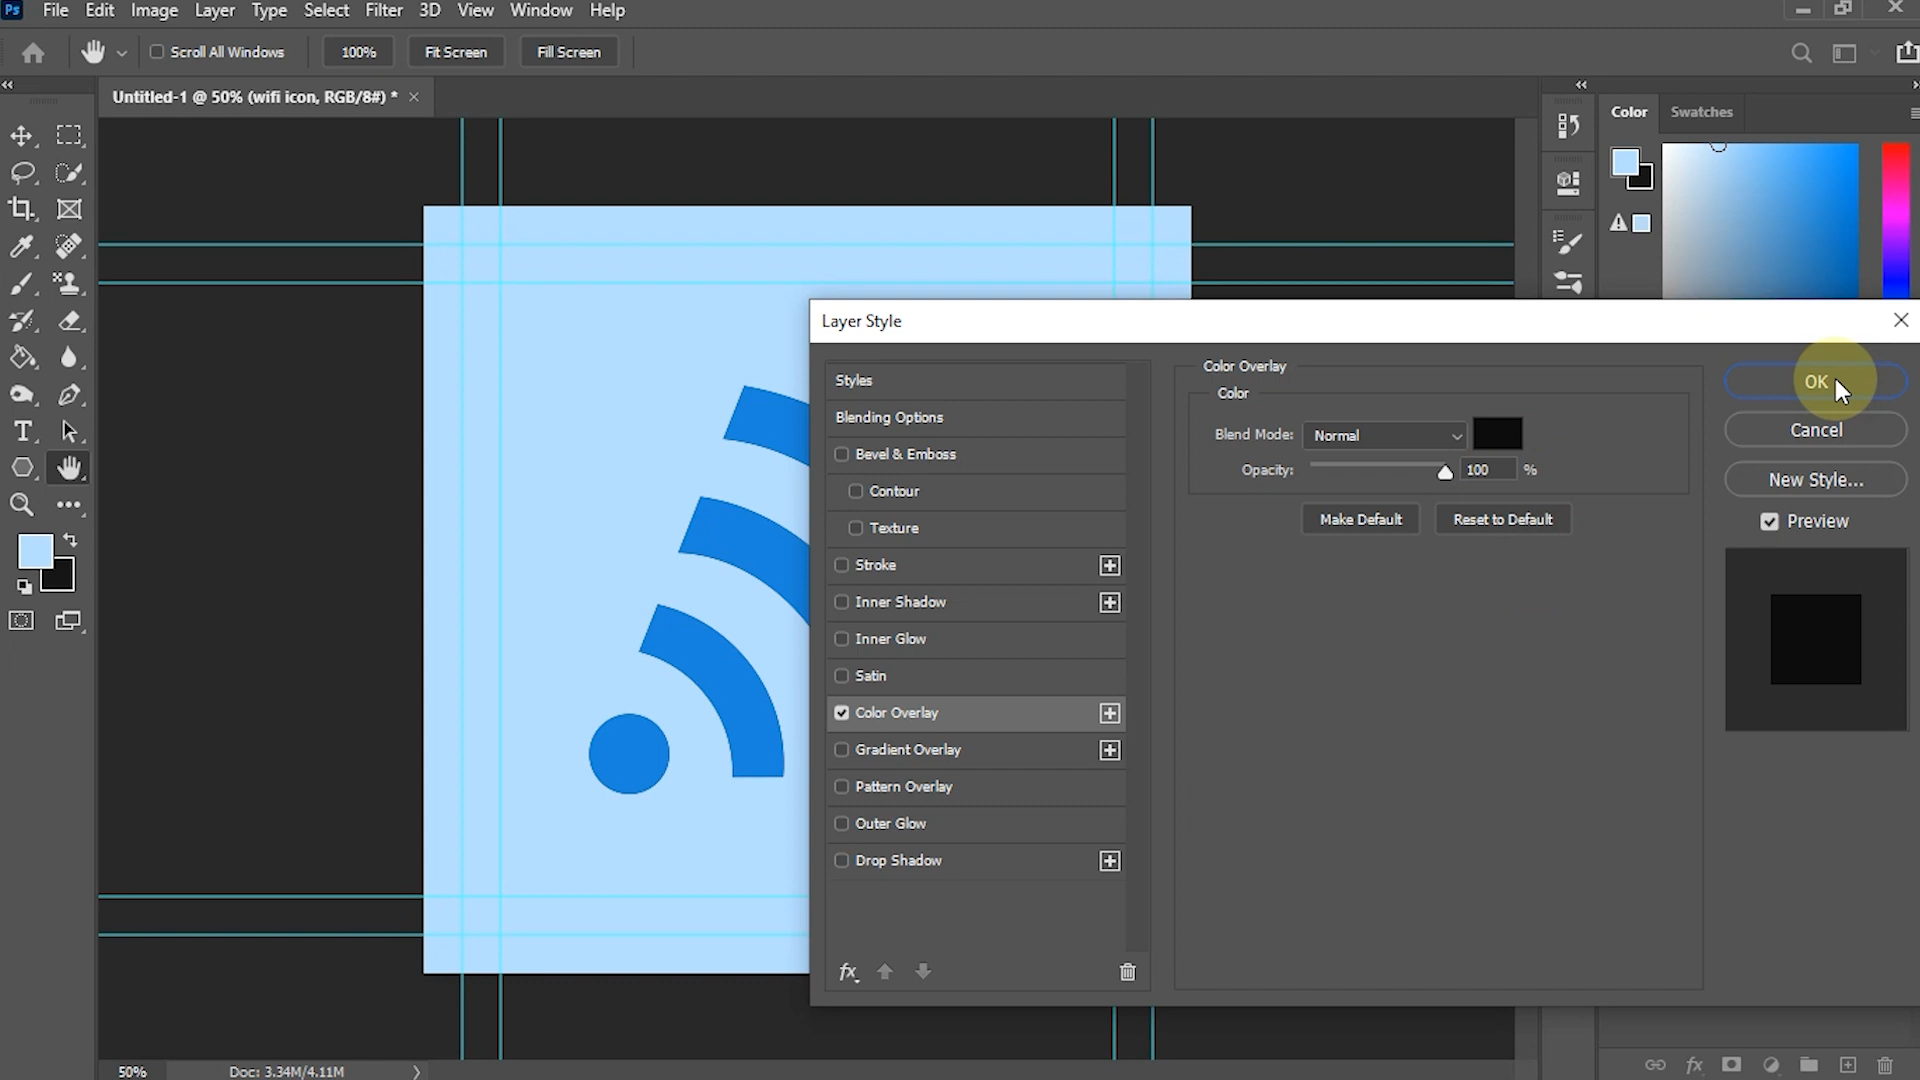 Ps File Edit Image Layer Type Select Filter 3D View Window Help
Scroll All Windows 100% Fit Screen Fill Screen
Untitled-1 @ 50% (wifi icon, RGB/8#) *
Color Swatches
Layer Style
Styles
Blending Options
Bevel & Emboss
Contour
Texture
Stroke
Inner Shadow
Inner Glow
Satin
Color Overlay
Gradient Overlay
Pattern Overlay
Outer Glow
Drop Shadow
fx
Color Overlay
Color
Blend Mode: Normal
Opacity: 100 %
Make Default Reset to Default
OK
Cancel
New Style...
Preview
50% Doc: 3.34M/4.11M
fx